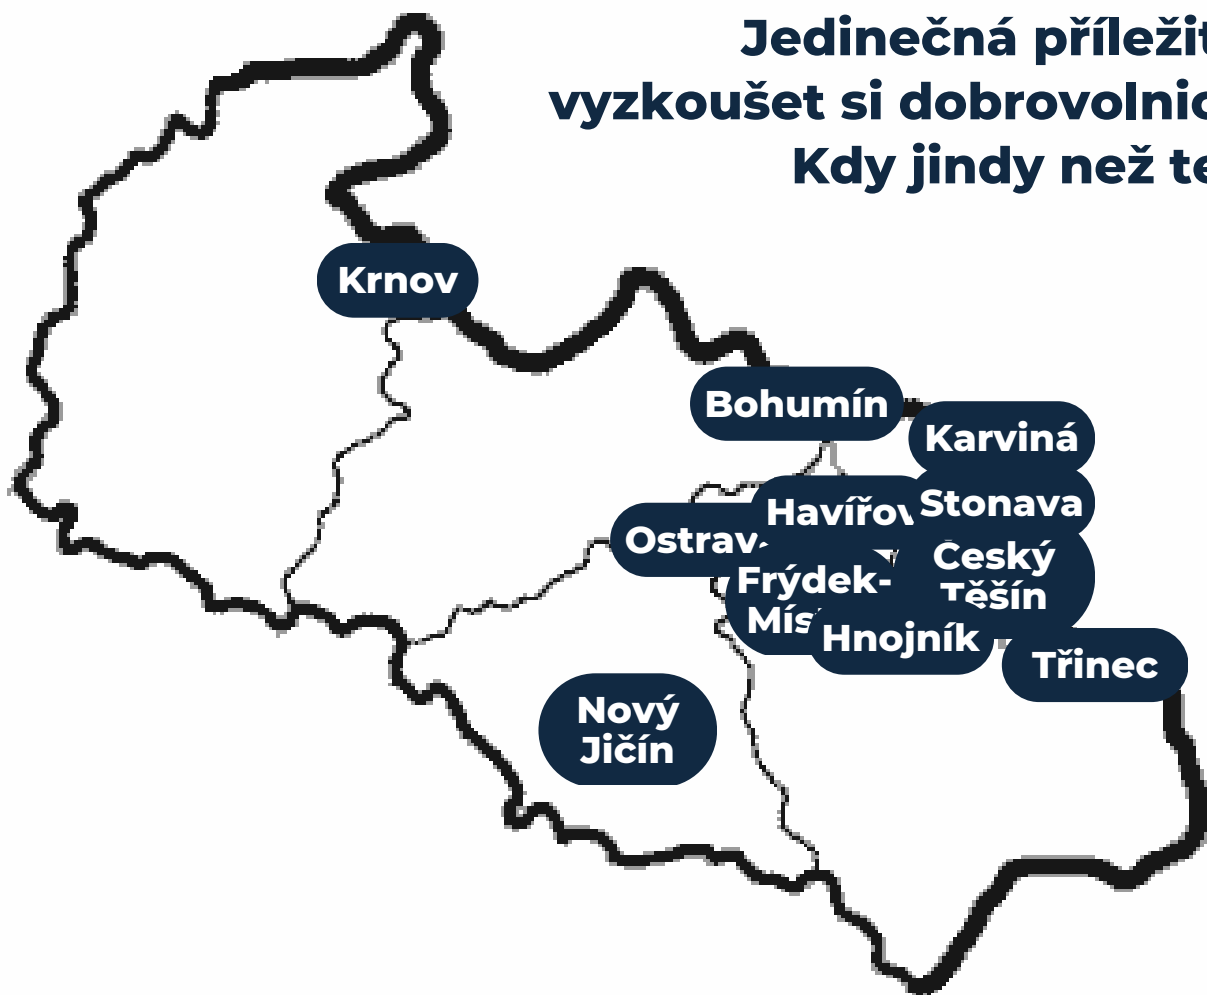 Jedinečná příležit
vyzkoušet si dobrovolnic
Kdy jindy než te
Krnov
Bohumín
Karviná
Stonava
Havířov
Ostrav
Český
Těšín
Frýdek-
Mís
Hnojník
Třinec
Nový
Jičín